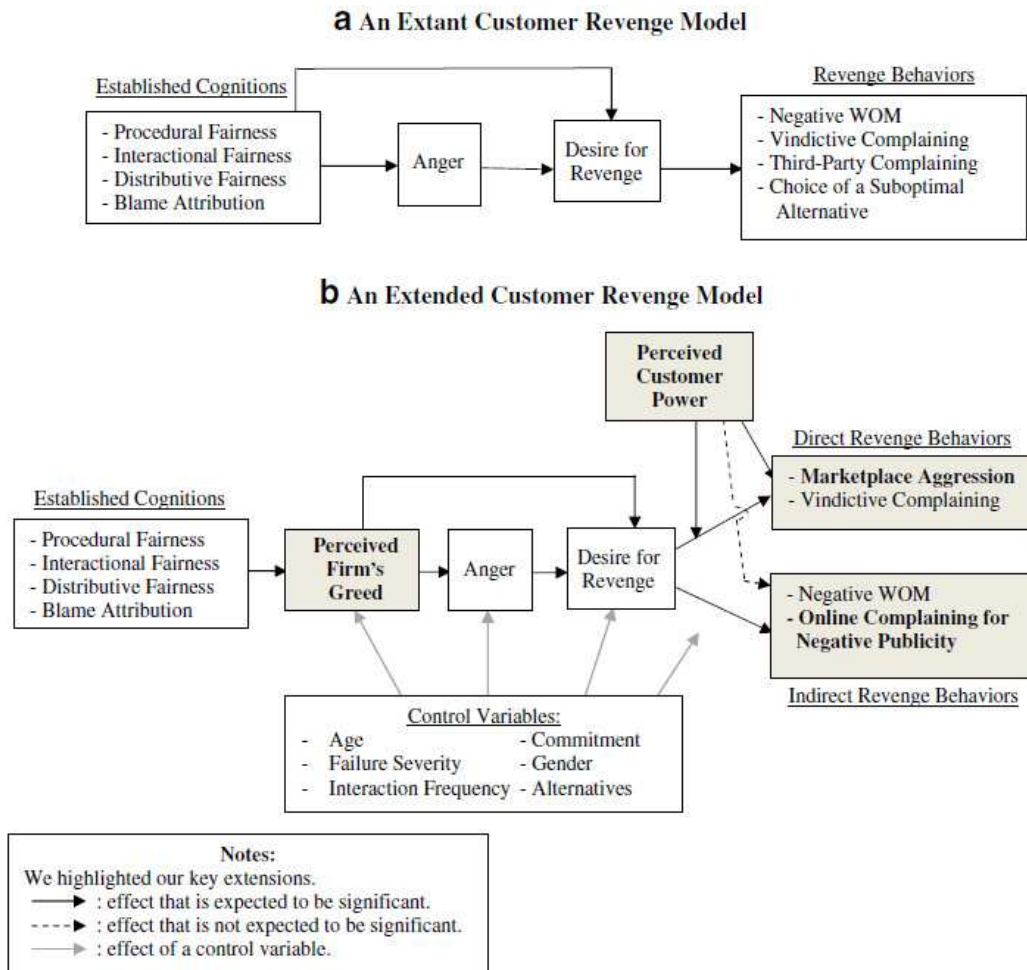 a An Extant Customer Revenge Model
Established Cognitions
- Procedural Fairness
- Interactional Fairness
- Distributive Fairness
- Blame Attribution
Anger
Desire for
Revenge
Revenge Behaviors
- Negative WOM
- Vindictive Complaining
- Third-Party Complaining
- Choice of a Suboptimal
Alternative
b An Extended Customer Revenge Model
Perceived
Customer
Power
Established Cognitions
- Procedural Fairness
- Interactional Fairness
- Distributive Fairness
- Blame Attribution
Perceived
Firm's
Greed
Anger
Desire for
Revenge
Direct Revenge Behaviors
- Marketplace Aggression
- Vindictive Complaining
- Negative WOM
- Online Complaining for
Negative Publicity
Indirect Revenge Behaviors
Control Variables:
- Age - Commitment
- Failure Severity - Gender
- Interaction Frequency - Alternatives
Notes:
We highlighted our key extensions.
: effect that is expected to be significant.
: effect that is not expected to be significant.
: effect of a control variable.